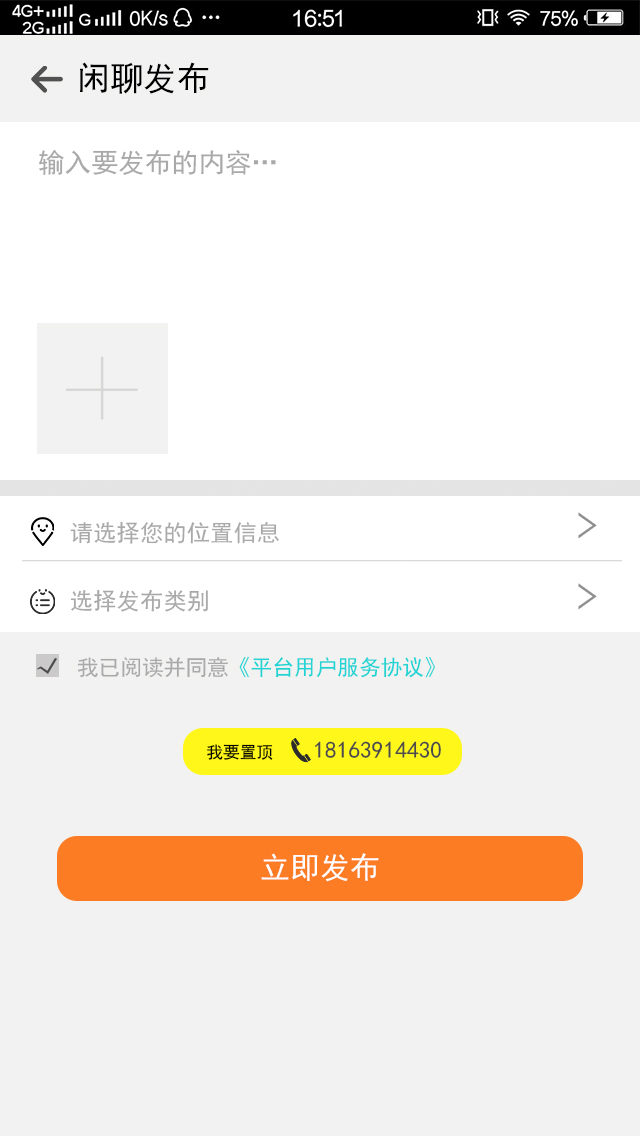 4G+ 2G G 0K/s ··· 16:51 75%
闲聊发布
输入要发布的内容···
请选择您的位置信息
选择发布类别
我已阅读并同意《平台用户服务协议》
我要置顶 18163914430
立即发布